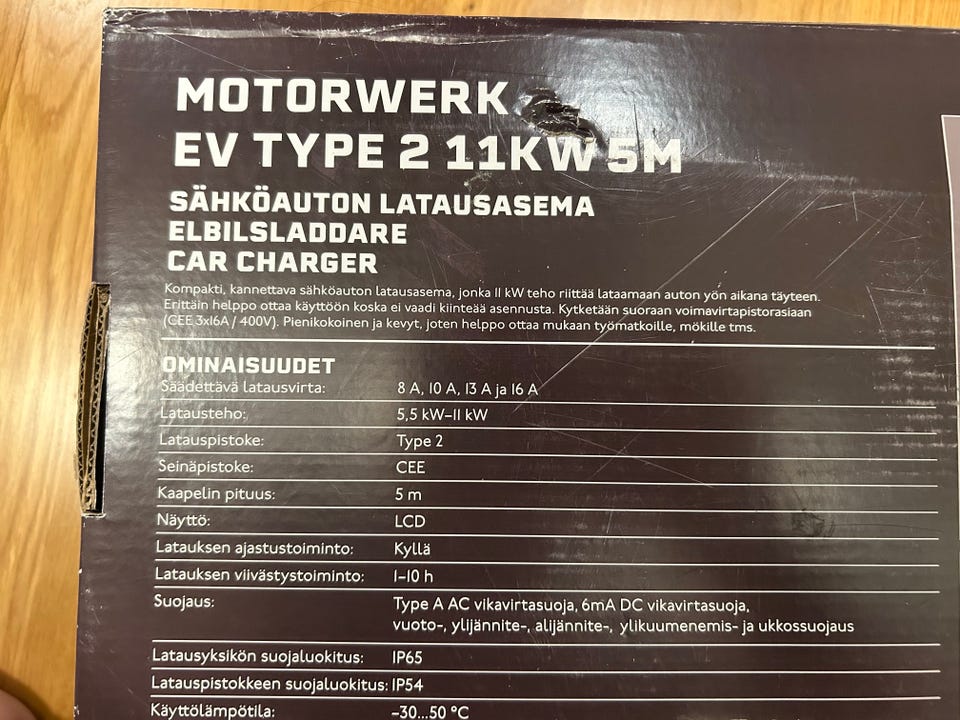 MOTORWERK
EV TYPE 2 11KW 5M
SÄHKÖAUTON LATAUSASEMA
ELBILSLADDARE
CAR CHARGER
Kompakti, kannettava sähköauton latausasema, jonka 11 kW teho riittää lataamaan auton yön aikana täyteen.
Erittäin helppo ottaa käyttöön koska ei vaadi kiinteää asennusta. Kytketään suoraan voimavirtapistorasiaan
(CEE 3x16A / 400V). Pienikokoinen ja kevyt, joten helppo ottaa mukaan työmatkoille, mökille tms.
OMINAISUUDET
Säädettävä latausvirta: 8 A, 10 A, 13 A ja 16 A
Latausteho: 5,5 kW–11 kW
Latauspistoke: Type 2
Seinäpistoke: CEE
Kaapelin pituus: 5 m
Näyttö: LCD
Latauksen ajastustoiminto: Kyllä
Latauksen viivästystoiminto: 1–10 h
Suojaus: Type A AC vikavirtasuoja, 6mA DC vikavirtasuoja,
vuoto-, ylijännite-, alijännite-, ylikuumenemis- ja ukkossuojaus
Latausyksikön suojaluokitus: IP65
Latauspistokkeen suojaluokitus: IP54
Käyttölämpötila: –30...50 °C